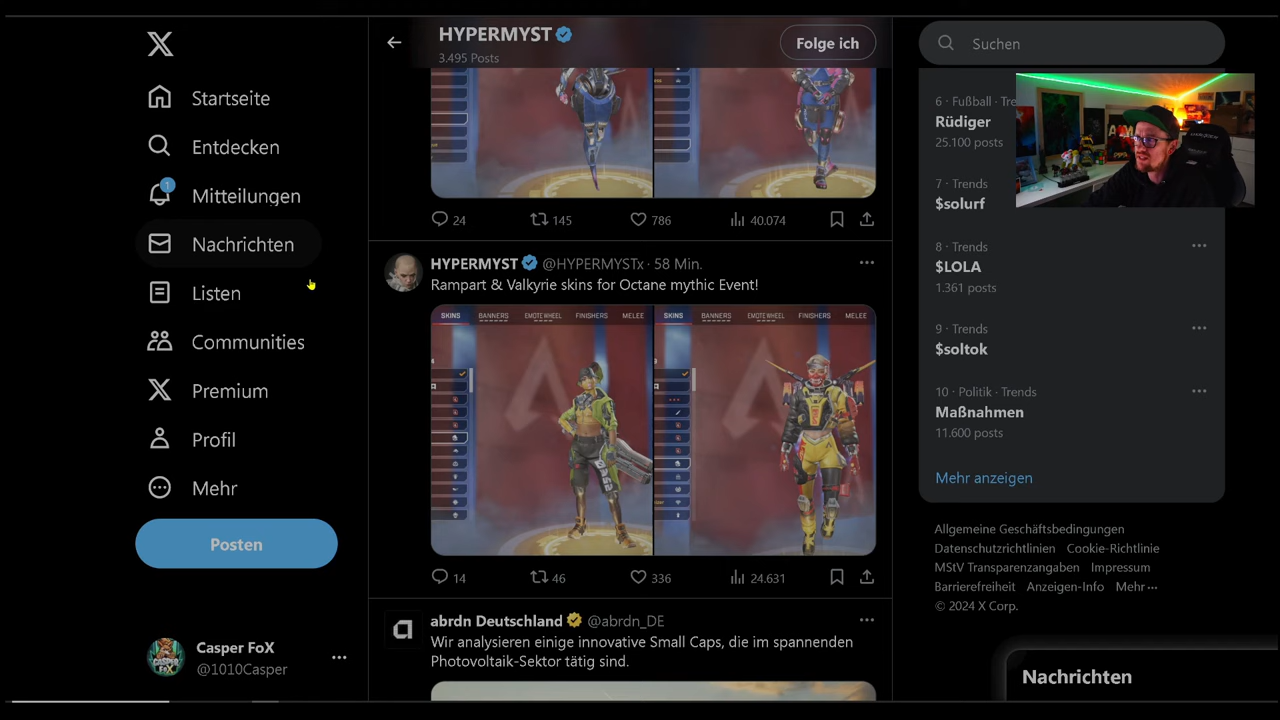 Startseite
Entdecken
1
Mitteilungen
Nachrichten
Listen
Communities
Premium
Profil
Mehr
Posten
Casper FoX
@1010Casper
HYPERMYST
3.495 Posts
Folge ich
24
145
786
40.074
HYPERMYST @HYPERMYSTx · 58 Min.
Rampart & Valkyrie skins for Octane mythic Event!
SKINS BANNERS EMOTE WHEEL FINISHERS MELEE
SKINS BANNERS EMOTE WHEEL FINISHERS MELEE
14
46
336
24.631
abrdn Deutschland @abrdn_DE
Wir analysieren einige innovative Small Caps, die im spannenden
Photovoltaik-Sektor tätig sind.
Suchen
6 · Fußball · Tre
Rüdiger
25.100 posts
7 · Trends
$solurf
8 · Trends
$LOLA
1.361 posts
9 · Trends
$soltok
10 · Politik · Trends
Maßnahmen
11.600 posts
Mehr anzeigen
Allgemeine Geschäftsbedingungen
Datenschutzrichtlinien Cookie-Richtlinie
MStV Transparenzangaben Impressum
Barrierefreiheit Anzeigen-Info Mehr ···
© 2024 X Corp.
Nachrichten